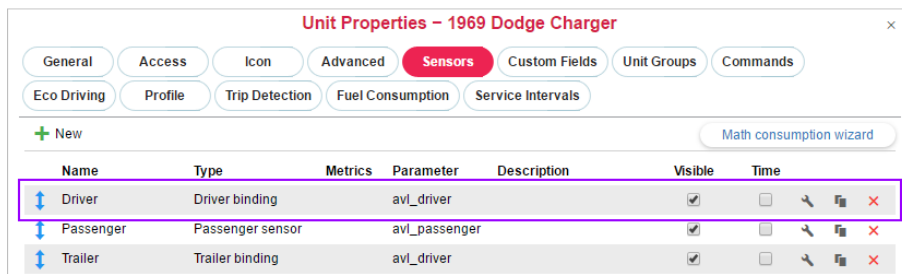 Unit Properties – 1969 Dodge Charger
General Access Icon Advanced Sensors Custom Fields Unit Groups Commands
Eco Driving Profile Trip Detection Fuel Consumption Service Intervals
New Math consumption wizard
Name Type Metrics Parameter Description Visible Time
Driver Driver binding avl_driver
Passenger Passenger sensor avl_passenger
Trailer Trailer binding avl_driver